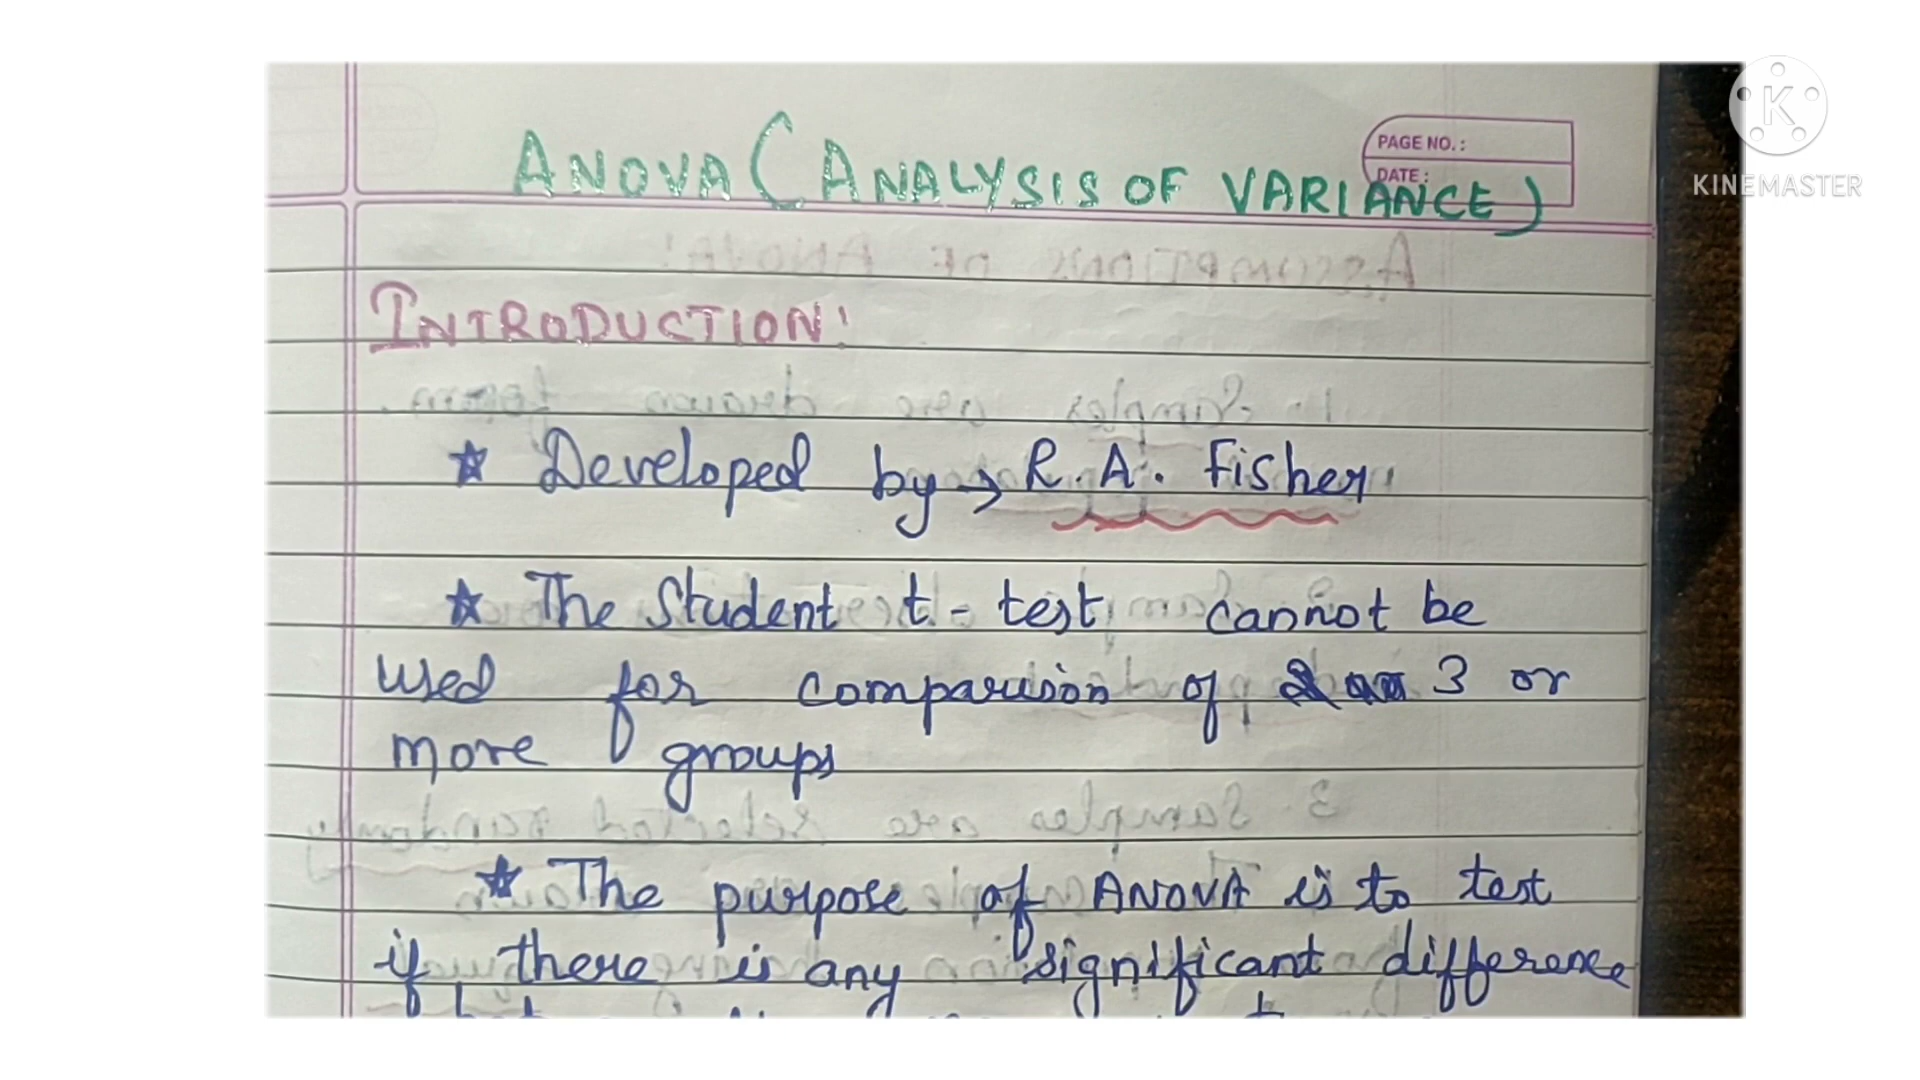 ANOVA (ANALYSIS OF VARIANCE)
PAGE NO.:
DATE:
KINEMASTER
INTRODUCTION:
★ Developed by → R.A. Fisher
★ The Student t-test cannot be
used for comparision of 3 or
more groups
★ The purpose of ANOVA is to test
if there is any significant difference